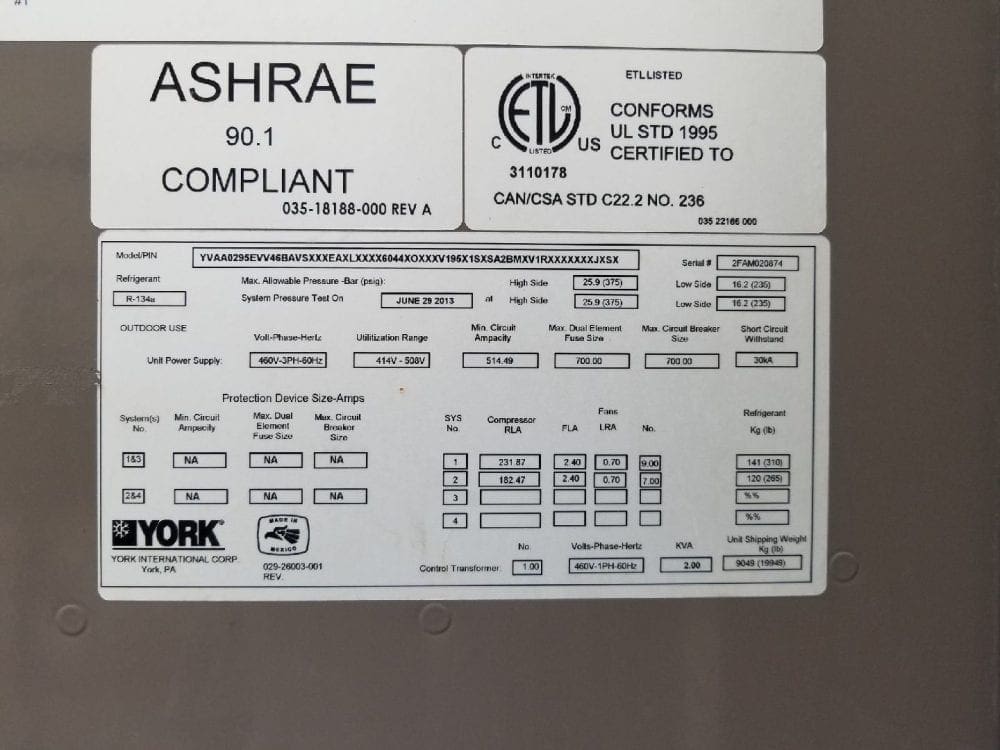 #1
ASHRAE
90.1
COMPLIANT
035-18188-000 REV A
INTERTEK
ETL CM
LISTED
C US
3110178
ETL LISTED
CONFORMS
UL STD 1995
CERTIFIED TO
CAN/CSA STD C22.2 NO. 236
035 22166 000
Model/PIN YVAA0295EVV46BAVSXXXEAXLXXXX6044XOXXXV195X1SXSA2BMXV1RXXXXXXXJXSX Serial # 2FAM020874
Refrigerant Max. Allowable Pressure -Bar (psig): High Side 25.9 (375) Low Side 16.2 (235)
R-134a System Pressure Test On JUNE 29 2013 at High Side 25.9 (375) Low Side 16.2 (235)
OUTDOOR USE Volt-Phase-Hertz Utilitization Range Min. Circuit Ampacity Max. Dual Element Fuse Size Max. Circuit Breaker Size Short Circuit Withstand
Unit Power Supply: 460V-3PH-60Hz 414V - 508V 514.49 700.00 700.00 30kA
Protection Device Size-Amps
System(s) No. Min. Circuit Ampacity Max. Dual Element Fuse Size Max. Circuit Breaker Size
1&3 NA NA NA
2&4 NA NA NA
Fans Refrigerant
SYS No. Compressor RLA FLA LRA No. Kg (lb)
1 231.87 2.40 0.70 9.00 141 (310)
2 182.47 2.40 0.70 7.00 120 (265)
3 %%
4 %%
YORK
YORK INTERNATIONAL CORP.
York, PA
MADE IN
MEXICO
029-26003-001
REV.
No. Volts-Phase-Hertz KVA Unit Shipping Weight Kg (lb)
Control Transformer: 1.00 460V-1PH-60Hz 2.00 9049 (19949)